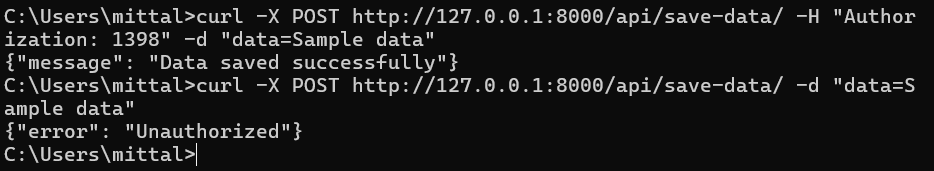 C:\Users\mittal>curl -X POST http://127.0.0.1:8000/api/save-data/ -H "Author
ization: 1398" -d "data=Sample data"
{"message": "Data saved successfully"}
C:\Users\mittal>curl -X POST http://127.0.0.1:8000/api/save-data/ -d "data=S
ample data"
{"error": "Unauthorized"}
C:\Users\mittal>